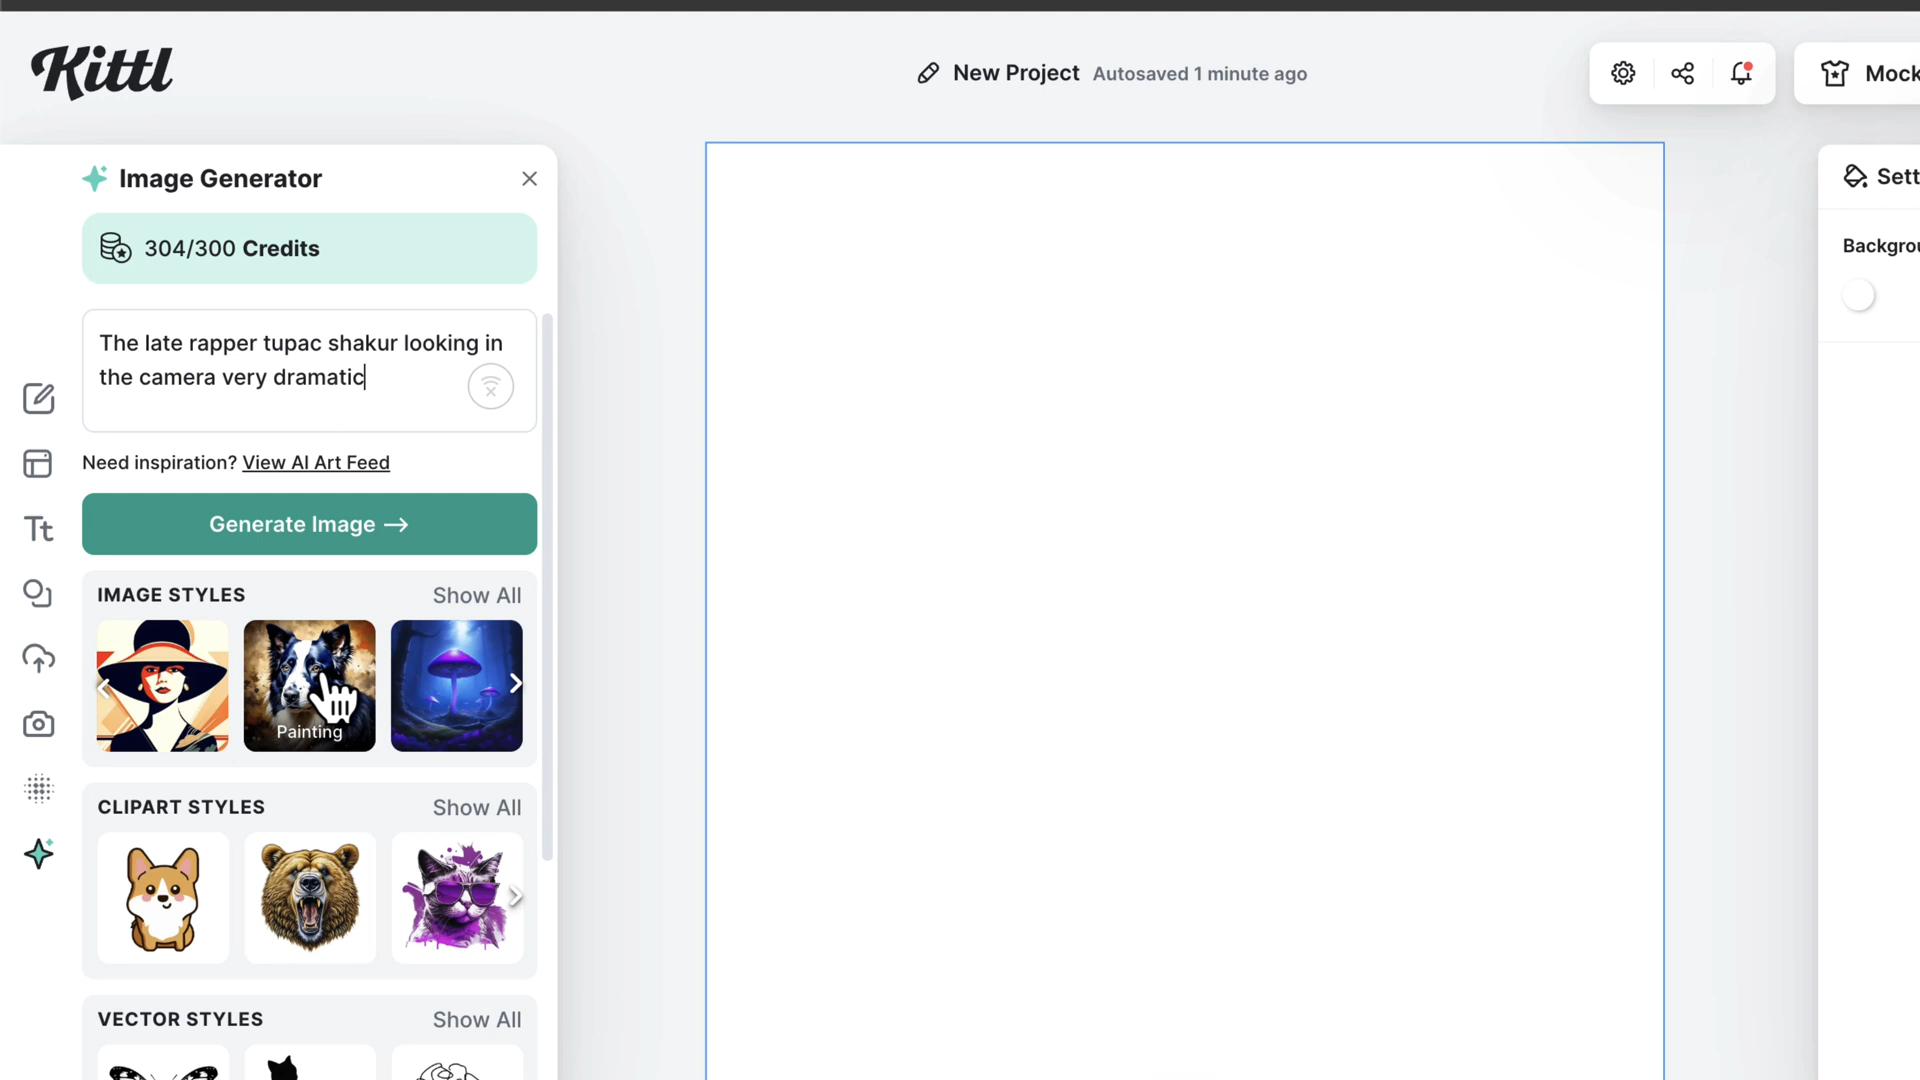 Kittl
New Project Autosaved 1 minute ago
Mock
Image Generator
304/300 Credits
The late rapper tupac shakur looking in
the camera very dramatic
Need inspiration? View AI Art Feed
Generate Image →
IMAGE STYLES Show All
Painting
CLIPART STYLES Show All
VECTOR STYLES Show All
Tt
Sett
Backgrou